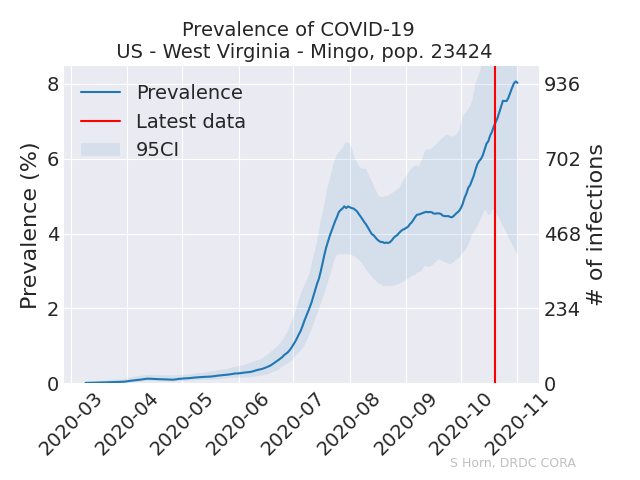 Prevalence of COVID-19
US - West Virginia - Mingo, pop. 23424
Prevalence
Latest data
95CI
Prevalence (%)
8
6
4
2
0
936
702
468
234
0
# of infections
2020-03
2020-04
2020-05
2020-06
2020-07
2020-08
2020-09
2020-10
2020-11
S Horn, DRDC CORA